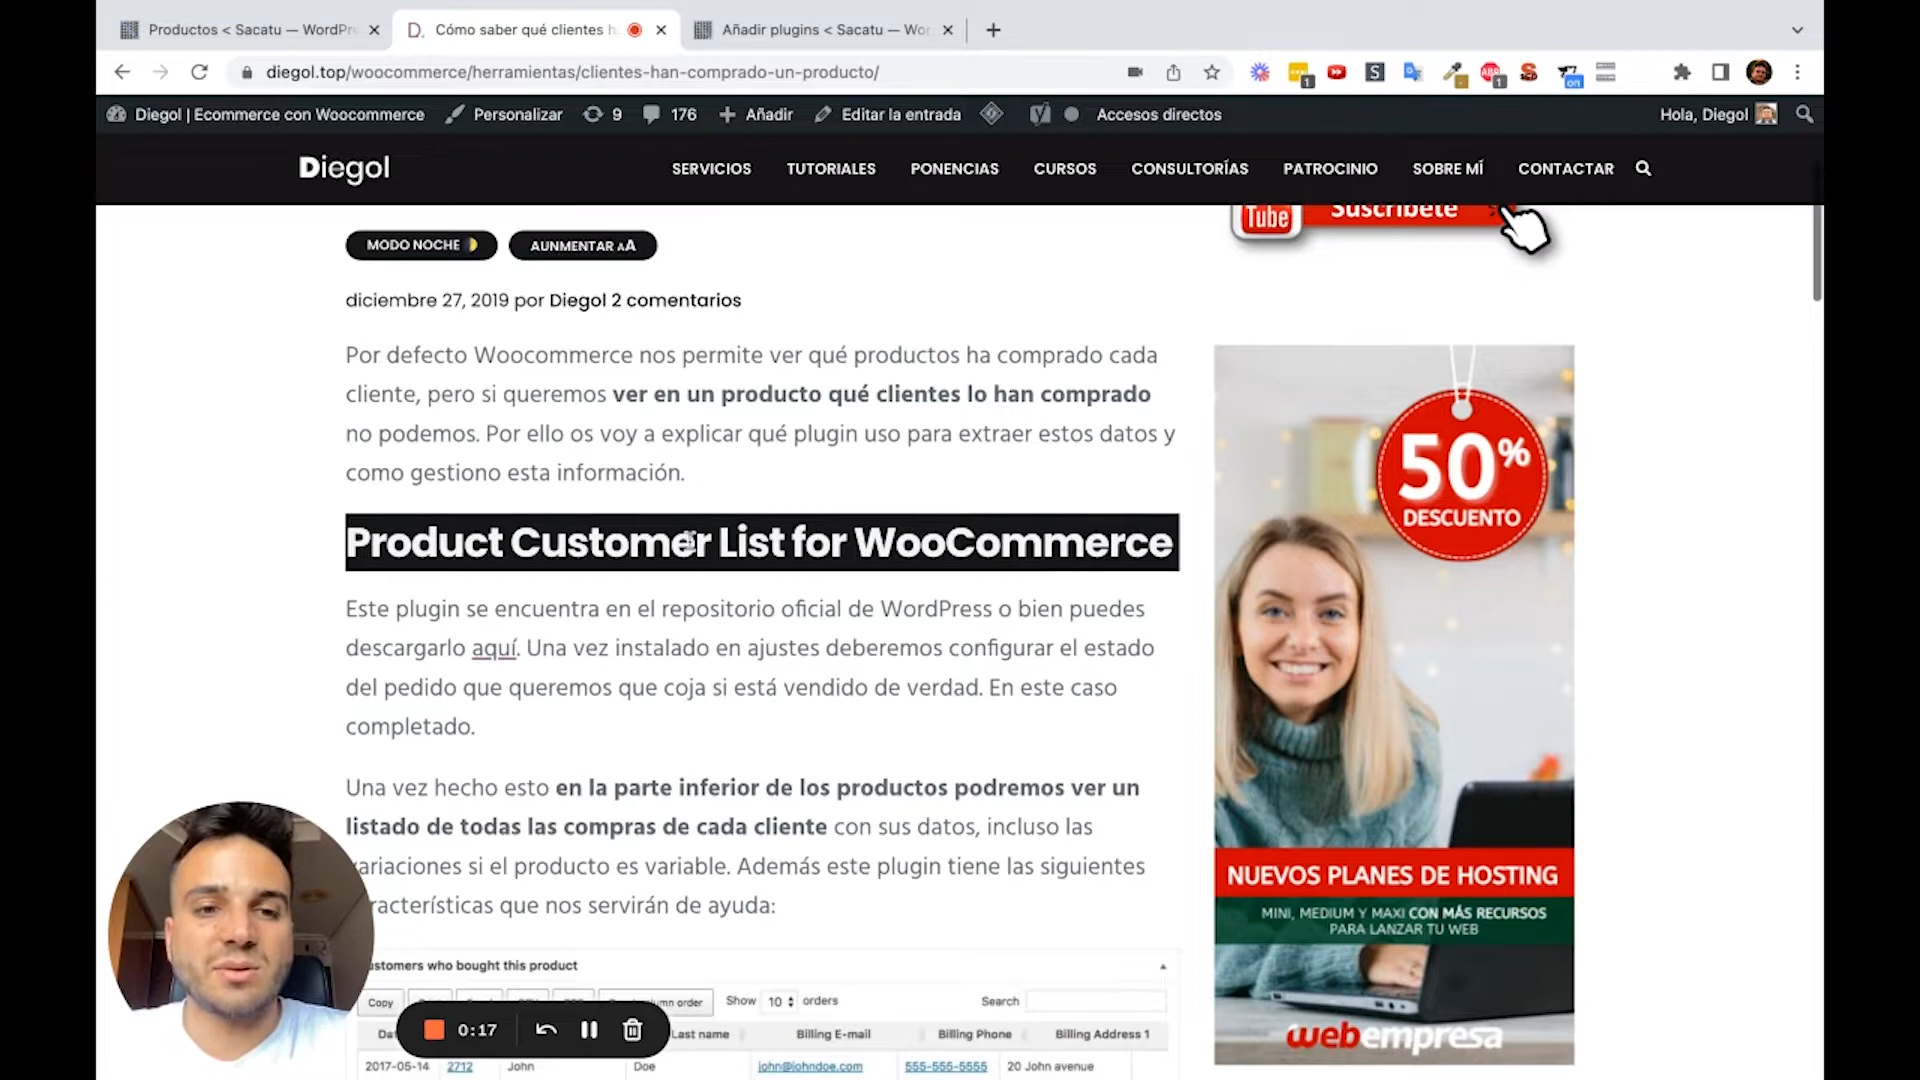 Productos < Sacatu — WordPr
Cómo saber qué clientes h
Añadir plugins < Sacatu — Wor
diegol.top/woocommerce/herramientas/clientes-han-comprado-un-producto/
Diegol | Ecommerce con Woocommerce
Personalizar
9
176
Añadir
Editar la entrada
Accesos directos
Hola, Diegol
Diegol
SERVICIOS
TUTORIALES
PONENCIAS
CURSOS
CONSULTORÍAS
PATROCINIO
SOBRE MÍ
CONTACTAR
Tube
Suscríbete
MODO NOCHE
AUNMENTAR AA
diciembre 27, 2019 por Diegol 2 comentarios
Por defecto Woocommerce nos permite ver qué productos ha comprado cada
cliente, pero si queremos ver en un producto qué clientes lo han comprado
no podemos. Por ello os voy a explicar qué plugin uso para extraer estos datos y
como gestiono esta información.
Product Customer List for WooCommerce
Este plugin se encuentra en el repositorio oficial de WordPress o bien puedes
descargarlo aquí. Una vez instalado en ajustes deberemos configurar el estado
del pedido que queremos que coja si está vendido de verdad. En este caso
completado.
Una vez hecho esto en la parte inferior de los productos podremos ver un
listado de todas las compras de cada cliente con sus datos, incluso las
variaciones si el producto es variable. Además este plugin tiene las siguientes
racterísticas que nos servirán de ayuda:
50%
DESCUENTO
NUEVOS PLANES DE HOSTING
MINI, MEDIUM Y MAXI CON MÁS RECURSOS
PARA LANZAR TU WEB
webempresa
ustomers who bought this product
Copy
mn order
Show 10 orders
Search
Dat
Last name
Billing E-mail
Billing Phone
Billing Address 1
2017-05-14
2712
John
Doe
john@johndoe.com
555-555-5555
20 John avenue
0:17